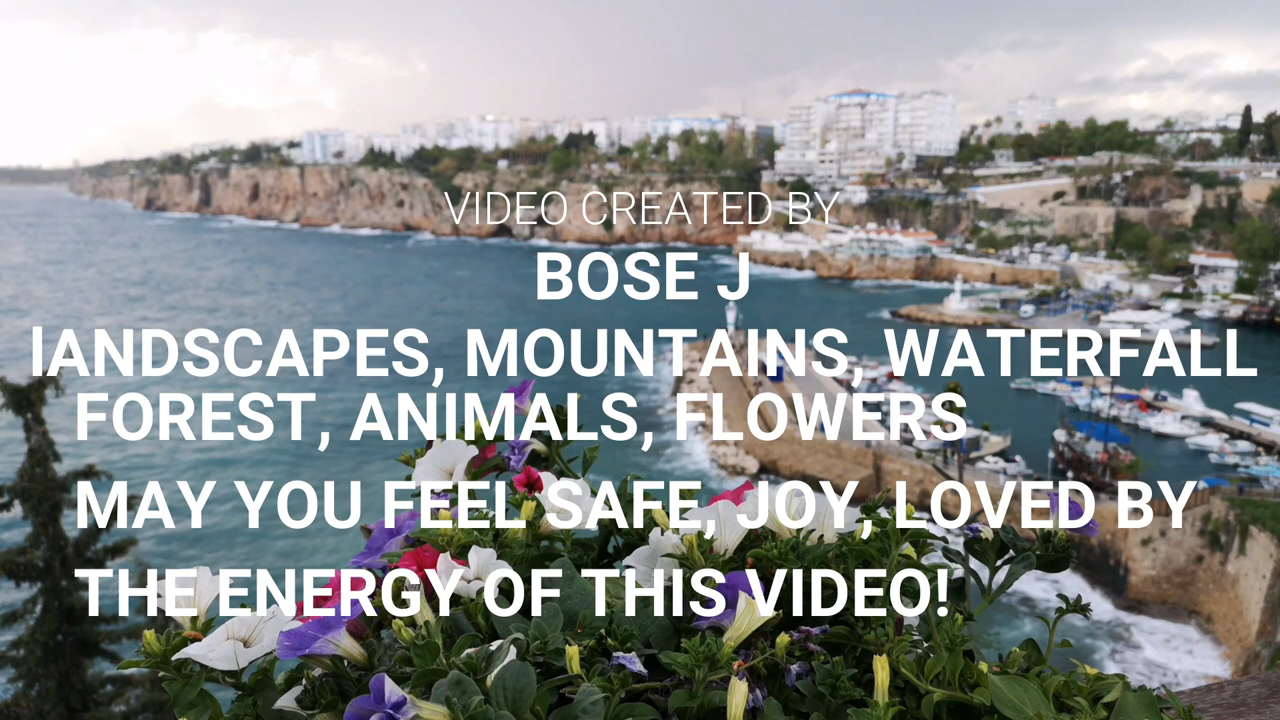 VIDEO CREATED BY
BOSE J
lANDSCAPES, MOUNTAINS, WATERFALL
FOREST, ANIMALS, FLOWERS
MAY YOU FEEL SAFE, JOY, LOVED BY
THE ENERGY OF THIS VIDEO!